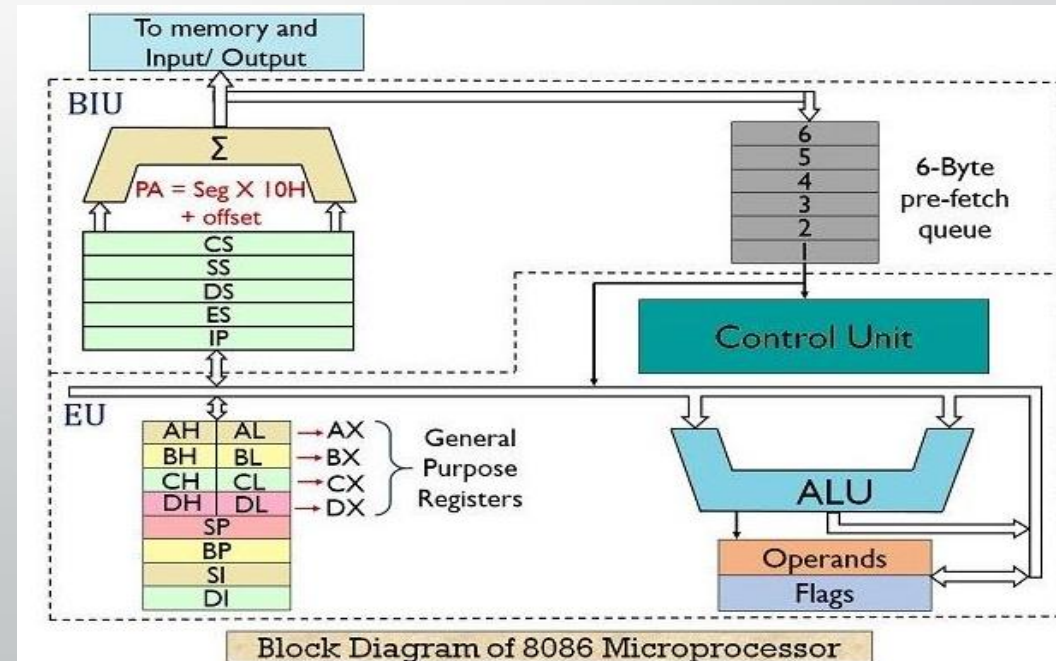 To memory and
Input/ Output
BIU
Σ
PA = Seg X 10H
+ offset
CS
SS
DS
ES
IP
6
5
4
3
2
1
6-Byte
pre-fetch
queue
Control Unit
EU
AH AL AX
BH BL BX
CH CL CX
DH DL DX
SP
BP
SI
DI
General
Purpose
Registers
ALU
Operands
Flags
Block Diagram of 8086 Microprocessor